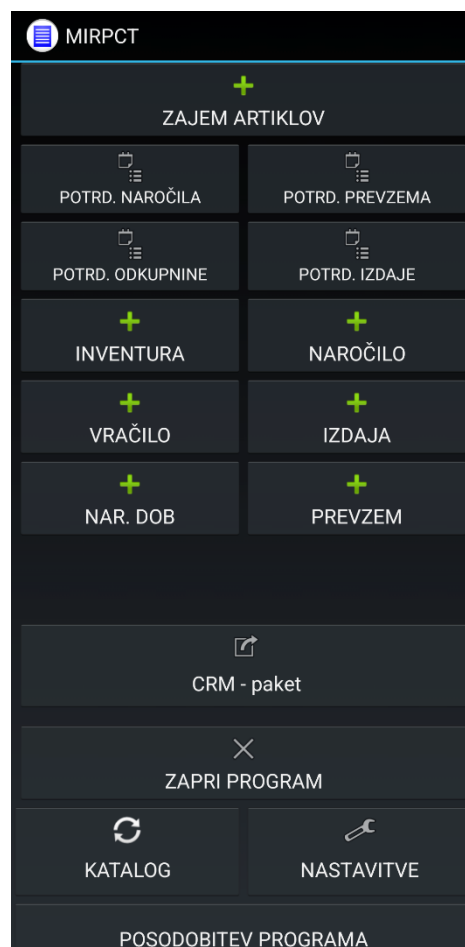 MIRPCT
ZAJEM ARTIKLOV
POTRD. NAROČILA
POTRD. PREVZEMA
POTRD. ODKUPNINE
POTRD. IZDAJE
INVENTURA
NAROČILO
VRAČILO
IZDAJA
NAR. DOB
PREVZEM
CRM - paket
ZAPRI PROGRAM
KATALOG
NASTAVITVE
POSODOBITEV PROGRAMA